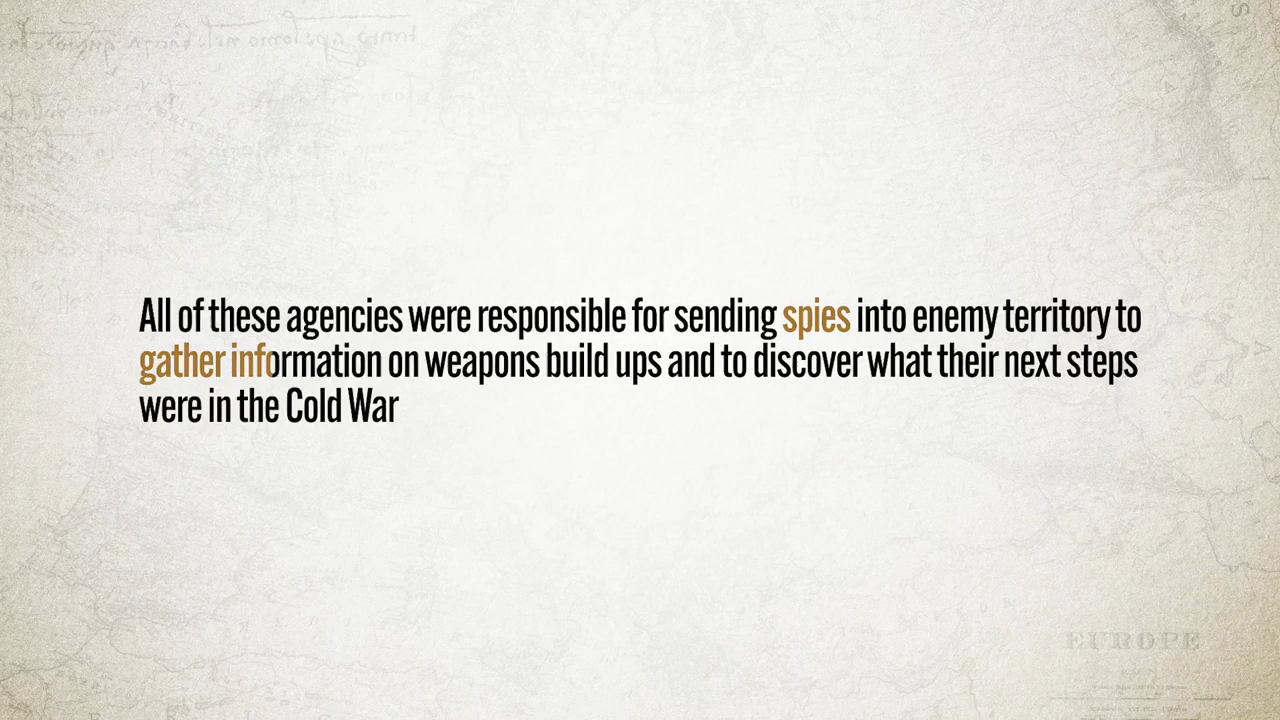 All of these agencies were responsible for sending spies into enemy territory to
gather information on weapons build ups and to discover what their next steps
were in the Cold War
EUROPE